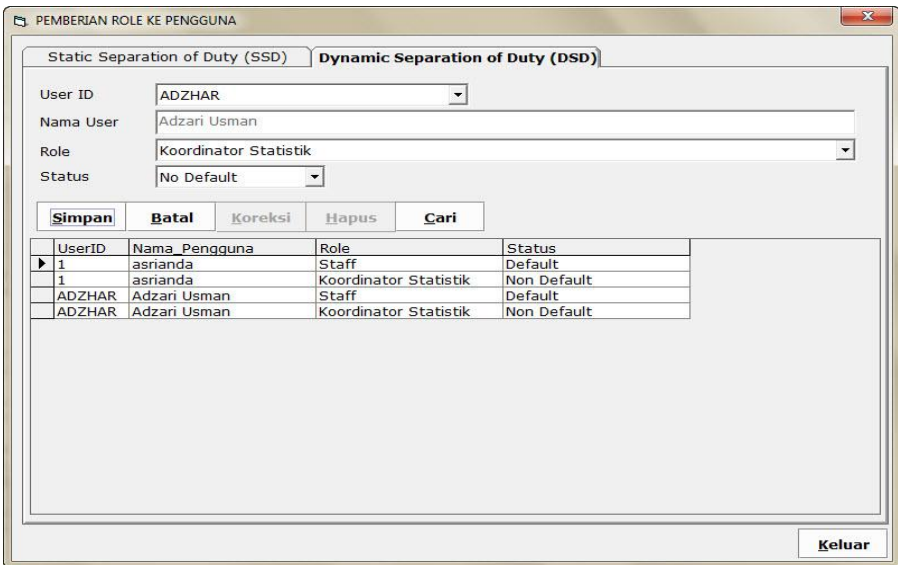 PEMBERIAN ROLE KE PENGGUNA
X
Static Separation of Duty (SSD) Dynamic Separation of Duty (DSD)
User ID ADZHAR
Nama User Adzari Usman
Role Koordinator Statistik
Status No Default
Simpan Batal Koreksi Hapus Cari
UserID Nama_Pengguna Role Status
1 asrianda Staff Default
1 asrianda Koordinator Statistik Non Default
ADZHAR Adzari Usman Staff Default
ADZHAR Adzari Usman Koordinator Statistik Non Default
Keluar